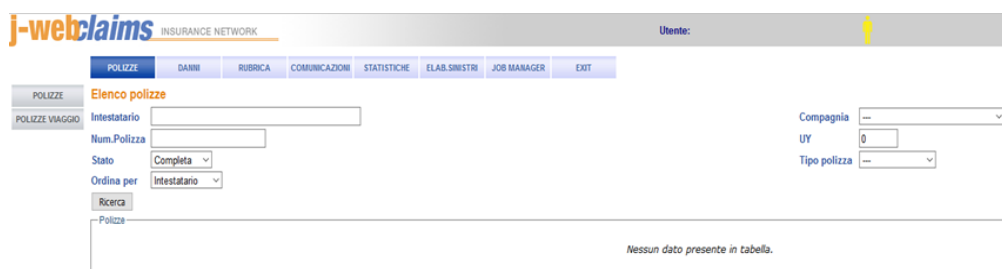 j-webclaims INSURANCE NETWORK Utente:
POLIZZE DANNI RUBRICA COMUNICAZIONI STATISTICHE ELAB.SINISTRI JOB MANAGER EXIT
POLIZZE Elenco polizze
POLIZZE VIAGGIO Intestatario Compagnia ---
Num.Polizza UY 0
Stato Completa Tipo polizza ---
Ordina per Intestatario
Ricerca
Polizze
Nessun dato presente in tabella.